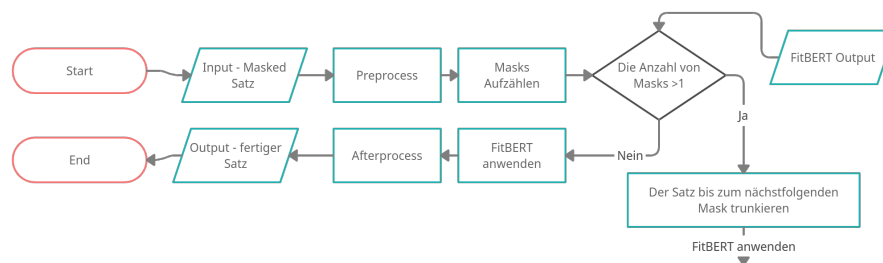 Start
Input - Masked
Satz
Preprocess
Masks
Aufzählen
Die Anzahl von
Masks >1
FitBERT Output
Ja
Nein
FitBERT
anwenden
Afterprocess
Output - fertiger
Satz
End
Der Satz bis zum nächstfolgenden
Mask trunkieren
FitBERT anwenden